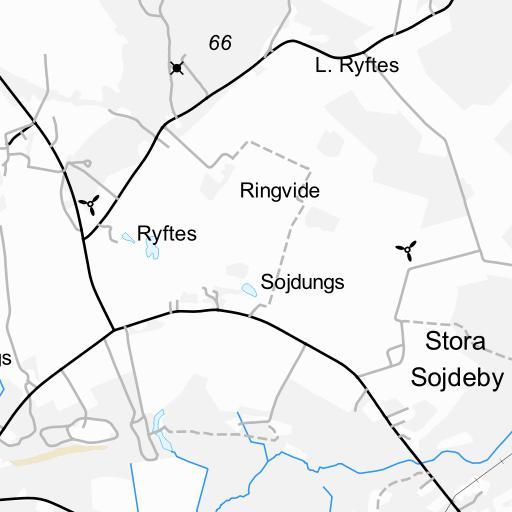 66
L. Ryftes
Ringvide
Ryftes
Sojdungs
Stora
Sojdeby